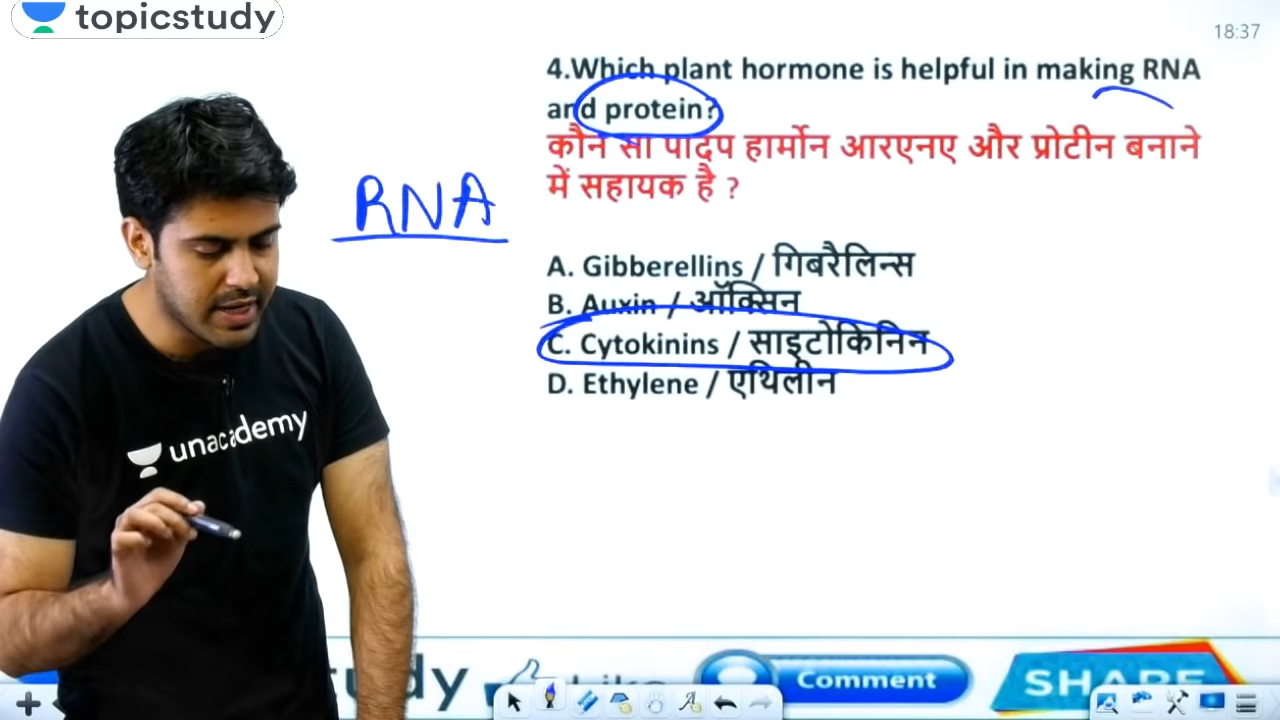 topicstudy
18:37
4.Which plant hormone is helpful in making RNA
and protein?
कौन सा पादप हार्मोन आरएनए और प्रोटीन बनाने
में सहायक है ?
RNA
A. Gibberellins / गिबरैलिन्स
B. Auxin / ऑक्सिन
C. Cytokinins / साइटोकिनिन
D. Ethylene / एथिलीन
unacademy
Comment
SHARE